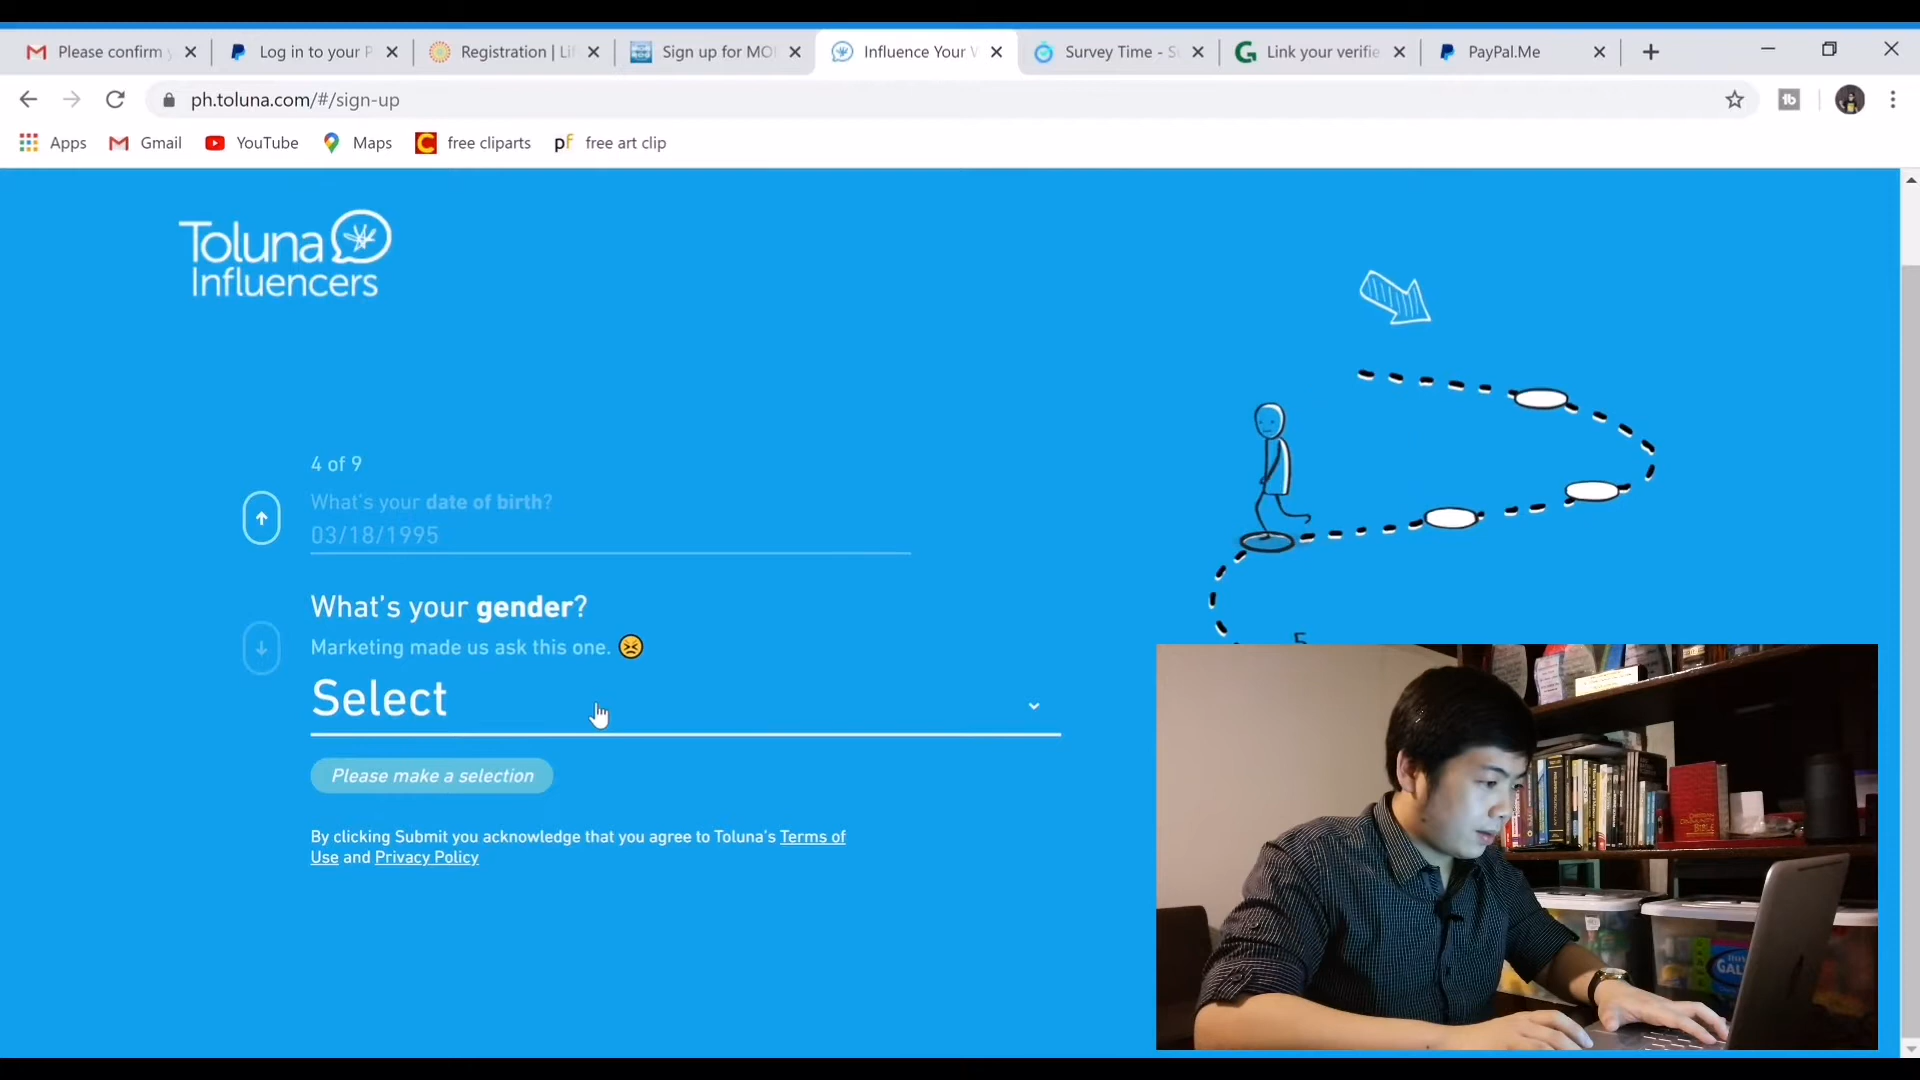 Please confirm y
Log in to your P
Registration | Lif
Sign up for MO
Influence Your W
Survey Time - S
Link your verifie
PayPal.Me
ph.toluna.com/#/sign-up
Apps
Gmail
YouTube
Maps
free cliparts
pf free art clip
Toluna
Influencers
4 of 9
What's your date of birth?
03/18/1995
What's your gender?
Marketing made us ask this one.
Select
Please make a selection
By clicking Submit you acknowledge that you agree to Toluna's Terms of
Use and Privacy Policy
5